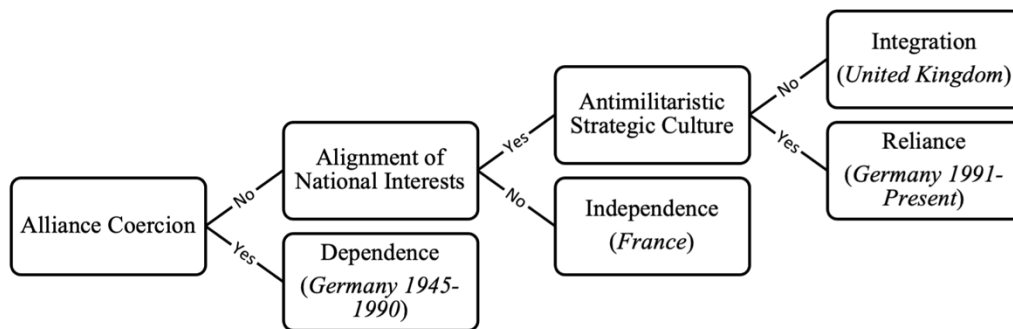 Alliance Coercion
No
Yes
Alignment of
National Interests
Dependence
(Germany 1945-
1990)
Yes
No
Antimilitaristic
Strategic Culture
Independence
(France)
No
Yes
Integration
(United Kingdom)
Reliance
(Germany 1991-
Present)